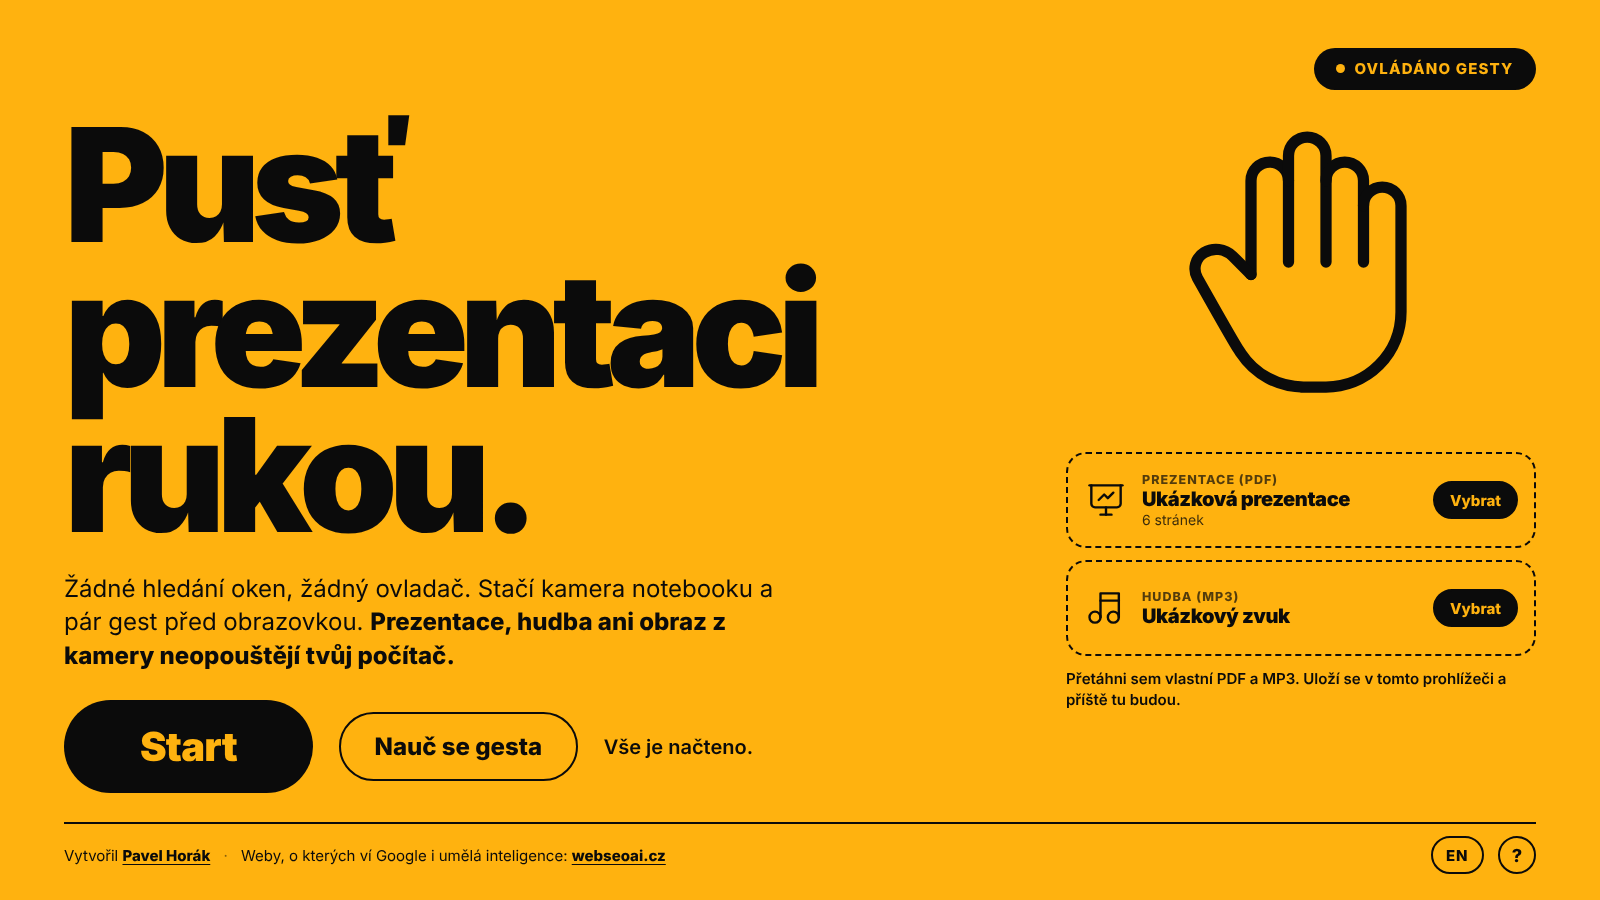 OVLÁDÁNO GESTY
Pusť
prezentaci
rukou.
Žádné hledání oken, žádný ovladač. Stačí kamera notebooku a
pár gest před obrazovkou. Prezentace, hudba ani obraz z
kamery neopouštějí tvůj počítač.
Start
Nauč se gesta
Vše je načteno.
PREZENTACE (PDF)
Ukázková prezentace
6 stránek
Vybrat
HUDBA (MP3)
Ukázkový zvuk
Vybrat
Přetáhni sem vlastní PDF a MP3. Uloží se v tomto prohlížeči a
příště tu budou.
Vytvořil Pavel Horák · Weby, o kterých ví Google i umělá inteligence: webseoai.cz
EN
?